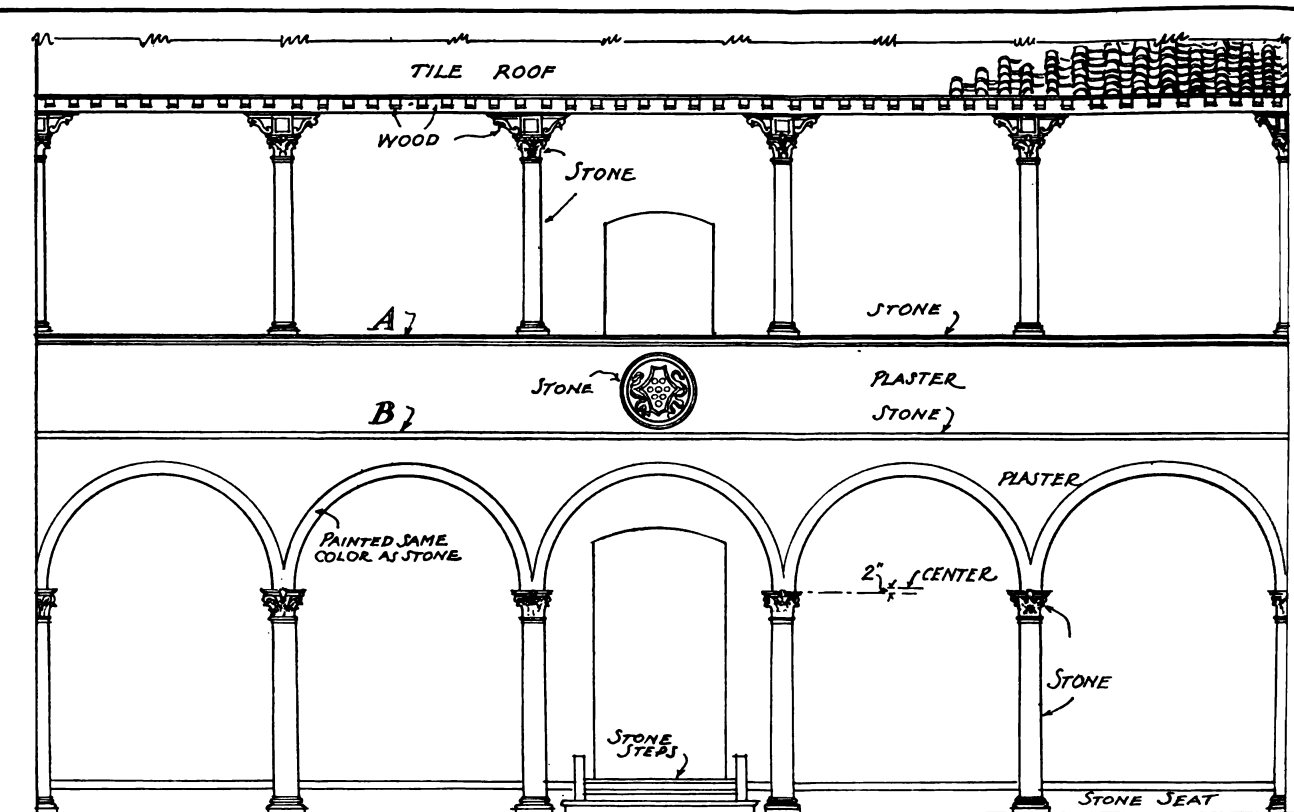 TILE ROOF
WOOD
STONE
A
STONE
STONE
PLASTER
B
STONE
PLASTER
PAINTED SAME
COLOR AS STONE
2"
CENTER
STONE
STONE
STEPS
STONE SEAT